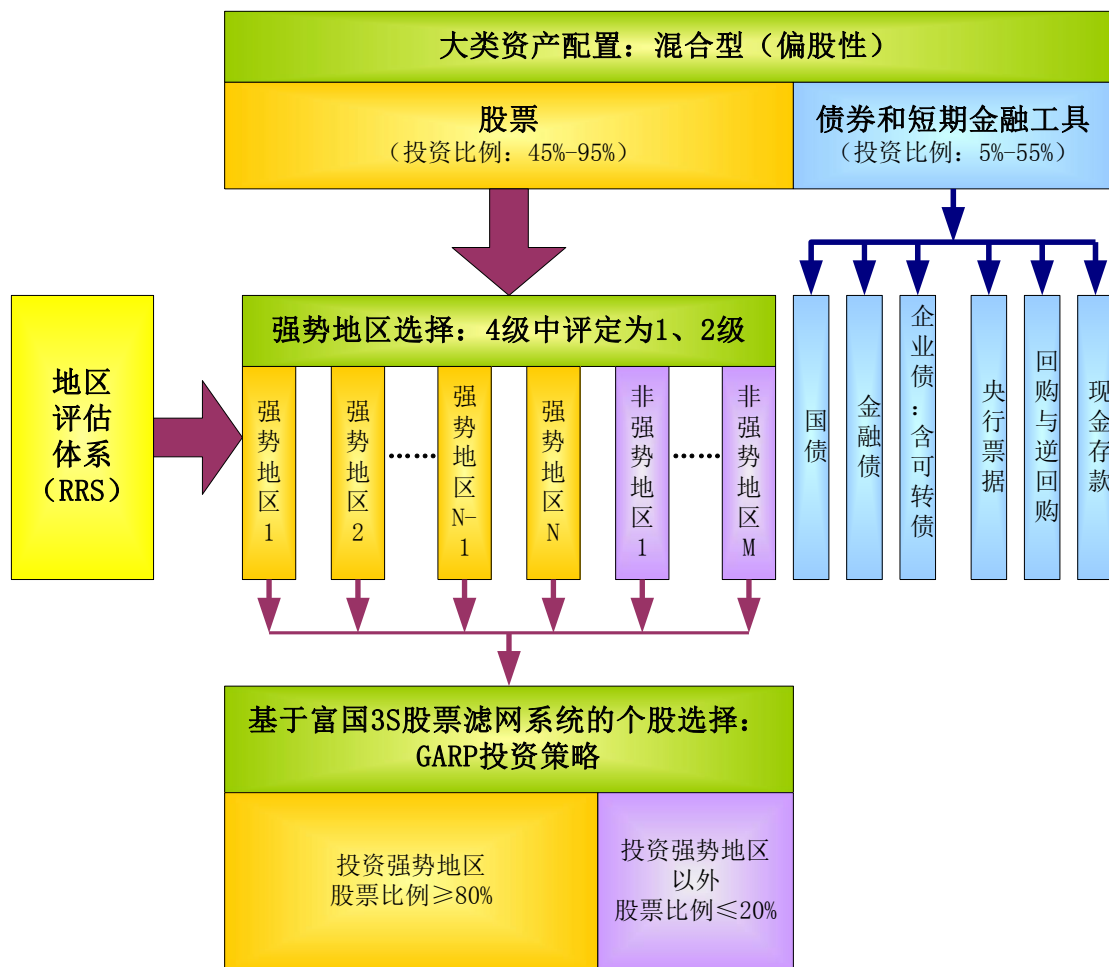 大类资产配置：混合型（偏股性）
股票
（投资比例：45%-95%）
债券和短期金融工具
（投资比例：5%-55%）
地区
评估
体系
（RRS）
强势地区选择：4级中评定为1、2级
强势地区1
强势地区2
……
强势地区N-1
强势地区N
非强势地区1
……
非强势地区M
国债
金融债
企业债：含可转债
央行票据
回购与逆回购
现金存款
基于富国3S股票滤网系统的个股选择：
GARP投资策略
投资强势地区
股票比例≥80%
投资强势地区
以外
股票比例≤20%